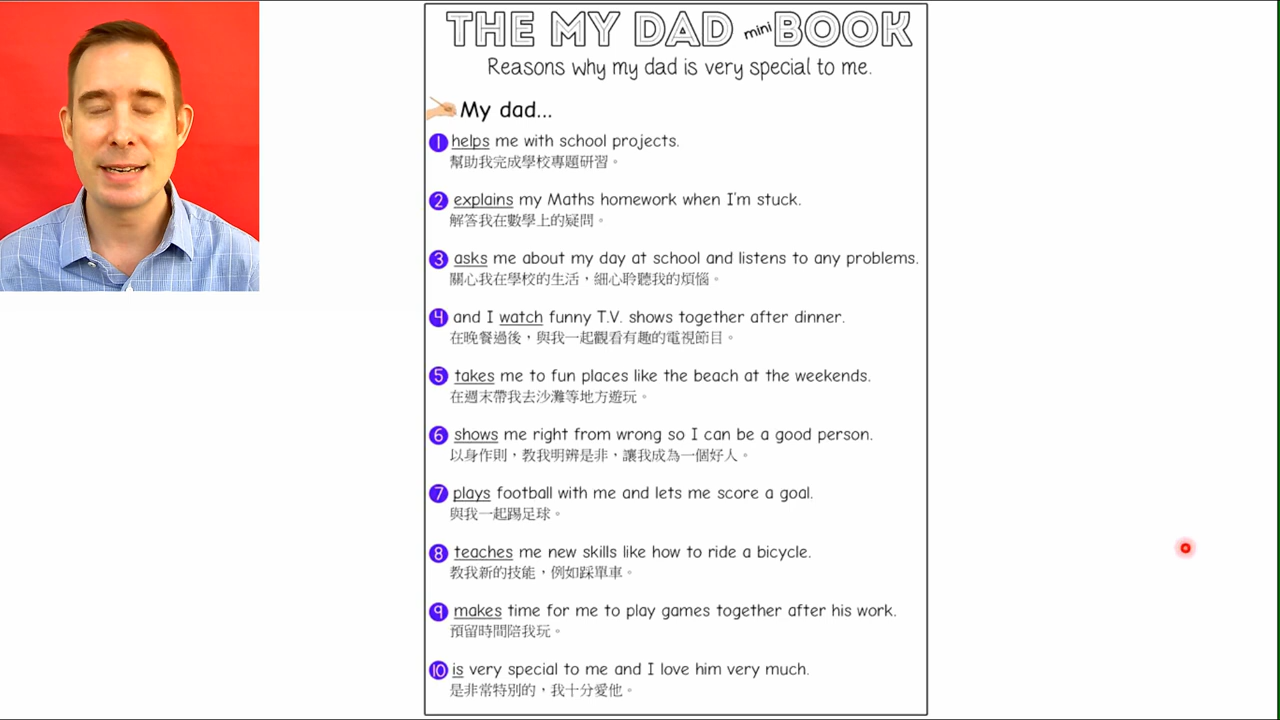 THE MY DAD mini BOOK
Reasons why my dad is very special to me.
My dad...
1 helps me with school projects.
幫助我完成學校專題研習。
2 explains my Maths homework when I'm stuck.
解答我在數學上的疑問。
3 asks me about my day at school and listens to any problems.
關心我在學校的生活，細心聆聽我的煩惱。
4 and I watch funny T.V. shows together after dinner.
在晚餐過後，與我一起觀看有趣的電視節目。
5 takes me to fun places like the beach at the weekends.
在週末帶我去沙灘等地方遊玩。
6 shows me right from wrong so I can be a good person.
以身作則，教我明辨是非，讓我成為一個好人。
7 plays football with me and lets me score a goal.
與我一起踢足球。
8 teaches me new skills like how to ride a bicycle.
教我新的技能，例如踩單車。
9 makes time for me to play games together after his work.
預留時間陪我玩。
10 is very special to me and I love him very much.
是非常特別的，我十分愛他。